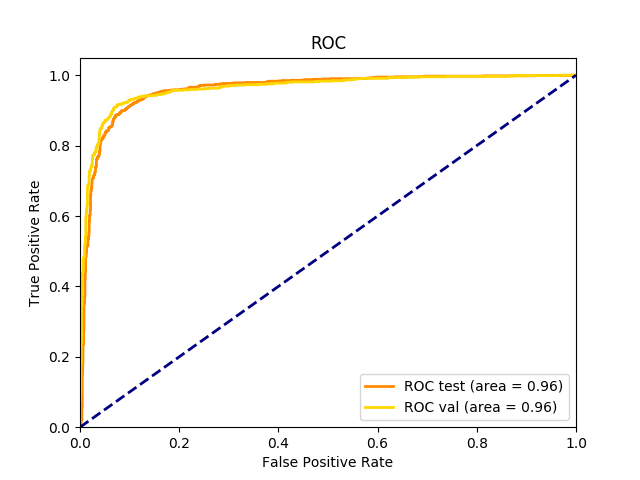 ROC
True Positive Rate
1.0
0.8
0.6
0.4
0.2
0.0
ROC test (area = 0.96)
ROC val (area = 0.96)
0.0 0.2 0.4 0.6 0.8 1.0
False Positive Rate